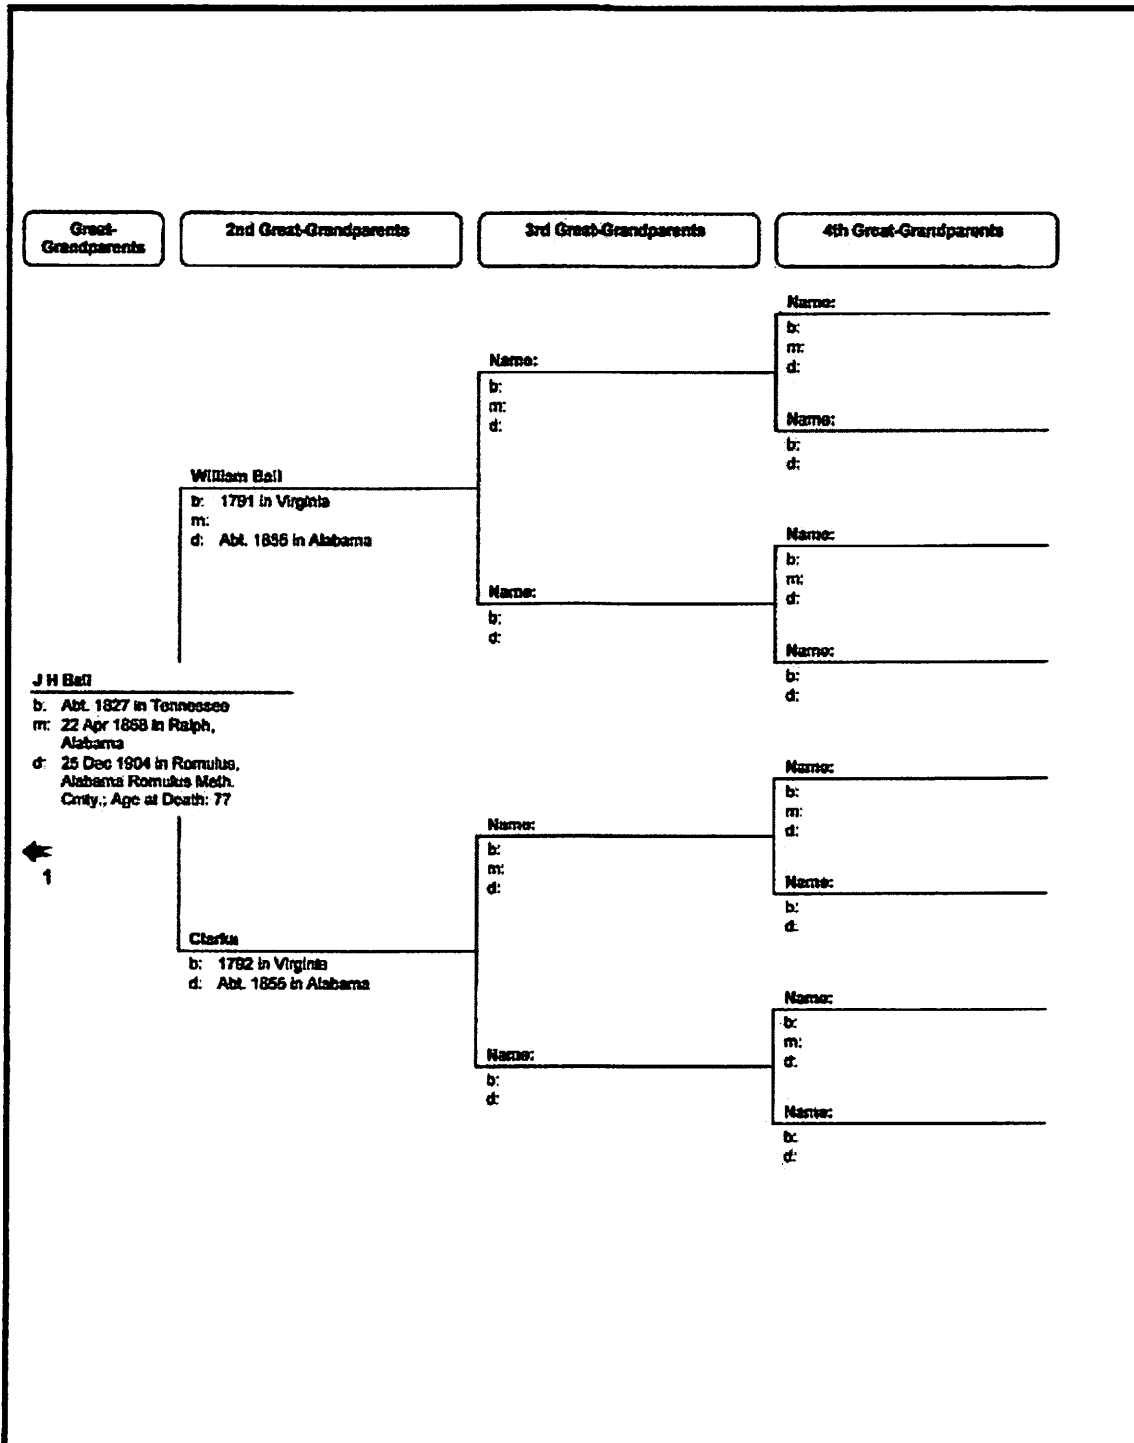 Great-
Grandparents
2nd Great-Grandparents
3rd Great-Grandparents
4th Great-Grandparents
Name:
b:
m:
d:
Name:
b:
m:
d:
Name:
b:
d:
William Ball
b: 1791 in Virginia
m:
d: Abt. 1855 in Alabama
Name:
b:
m:
d:
Name:
b:
d:
Name:
b:
d:
J H Ball
b: Abt. 1827 in Tennessee
m: 22 Apr 1858 in Ralph,
Alabama
d: 25 Dec 1904 in Romulus,
Alabama Romulus Meth.
Cmty.; Age at Death: 77
Name:
b:
m:
d:
Name:
b:
m:
d:
1
Name:
b:
d:
b: 1792 in Virginia
d: Abt. 1855 in Alabama
Name:
b:
m:
d:
Name:
b:
d:
Name:
b:
d: